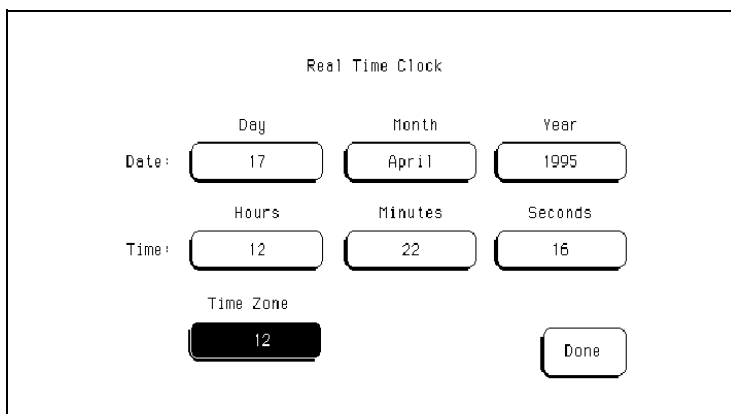 Real Time Clock
Day Month Year
Date: 17 April 1995
Hours Minutes Seconds
Time: 12 22 16
Time Zone
12 Done